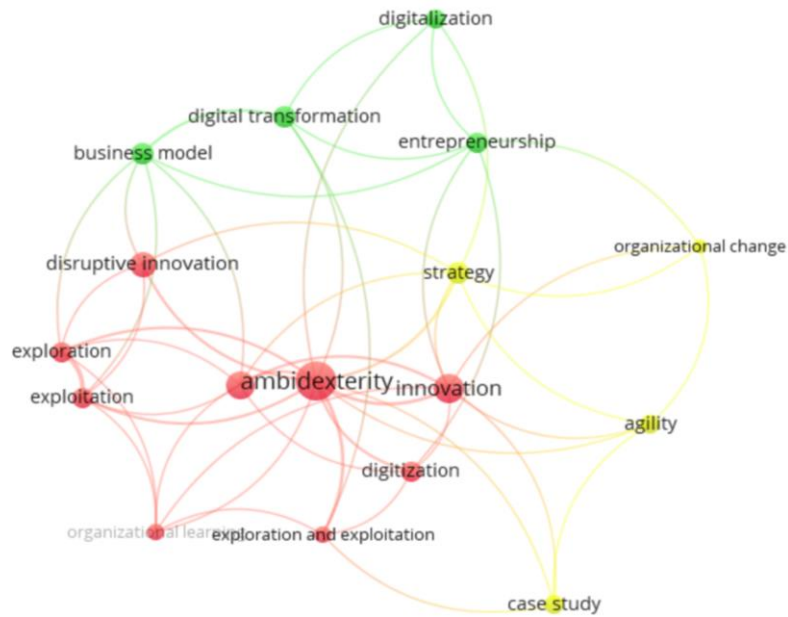 digitalization
digital transformation
entrepreneurship
business model
organizational change
disruptive innovation
strategy
exploration
ambidexterity
innovation
exploitation
agility
digitization
organizational learning
exploration and exploitation
case study